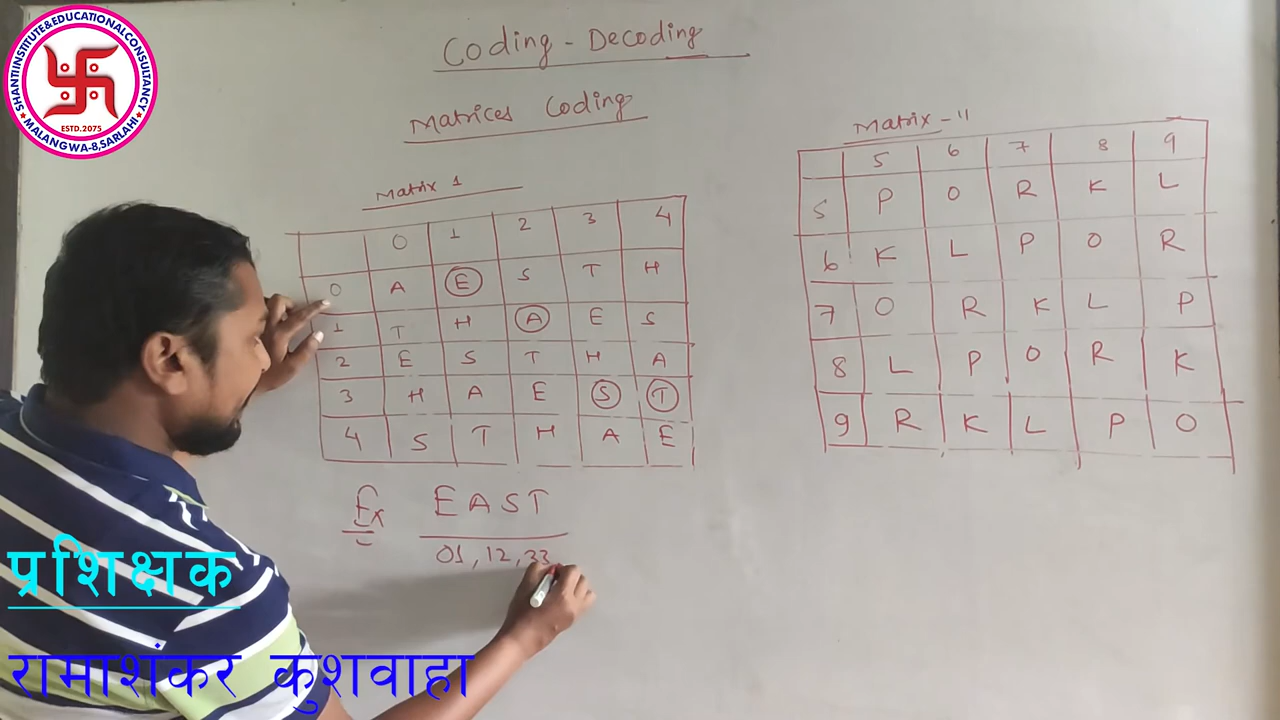 SHANTI INSTITUTE & EDUCATIONAL CONSULTANCY
ESTD. 2075
MALANGWA-8, SARLAHI
Coding - Decoding
Matrices Coding
Matrix 1
0 1 2 3 4
0 A E S T H
1 T H A E S
2 E S T H A
3 H A E S T
4 S T H A E
Matrix - II
5 6 7 8 9
5 P O R K L
6 K L P O R
7 O R K L P
8 L P O R K
9 R K L P O
Ex EAST
01, 12, 33
प्रशिक्षक
रामाशंकर कुशवाहा